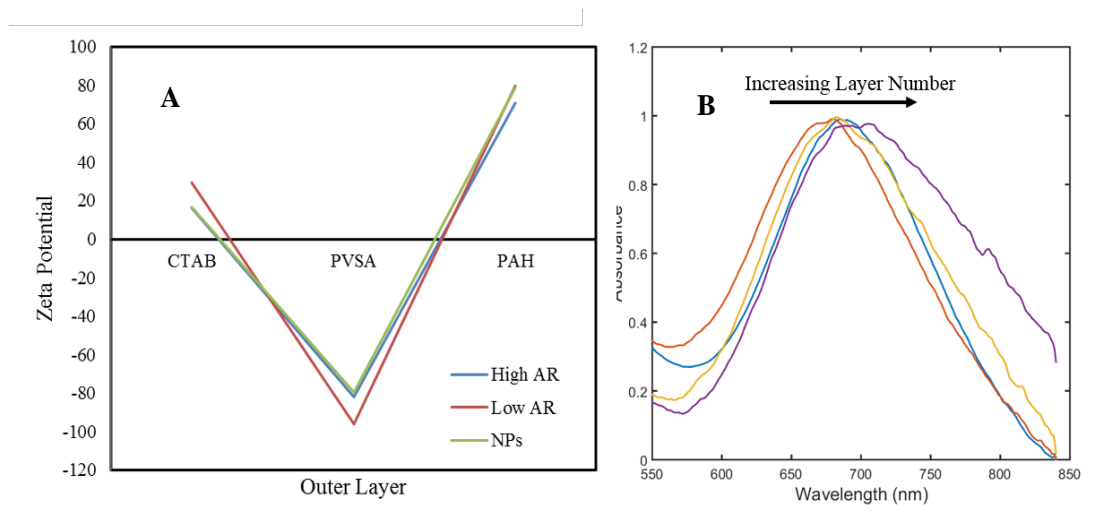 100
80
60
40
20
0
-20
-40
-60
-80
-100
-120
Zeta Potential
A
CTAB
PVSA
PAH
High AR
Low AR
NPs
Outer Layer
1.2
1
0.8
0.6
0.4
0.2
0
Absorbance
B
Increasing Layer Number
550
600
650
700
750
800
850
Wavelength (nm)